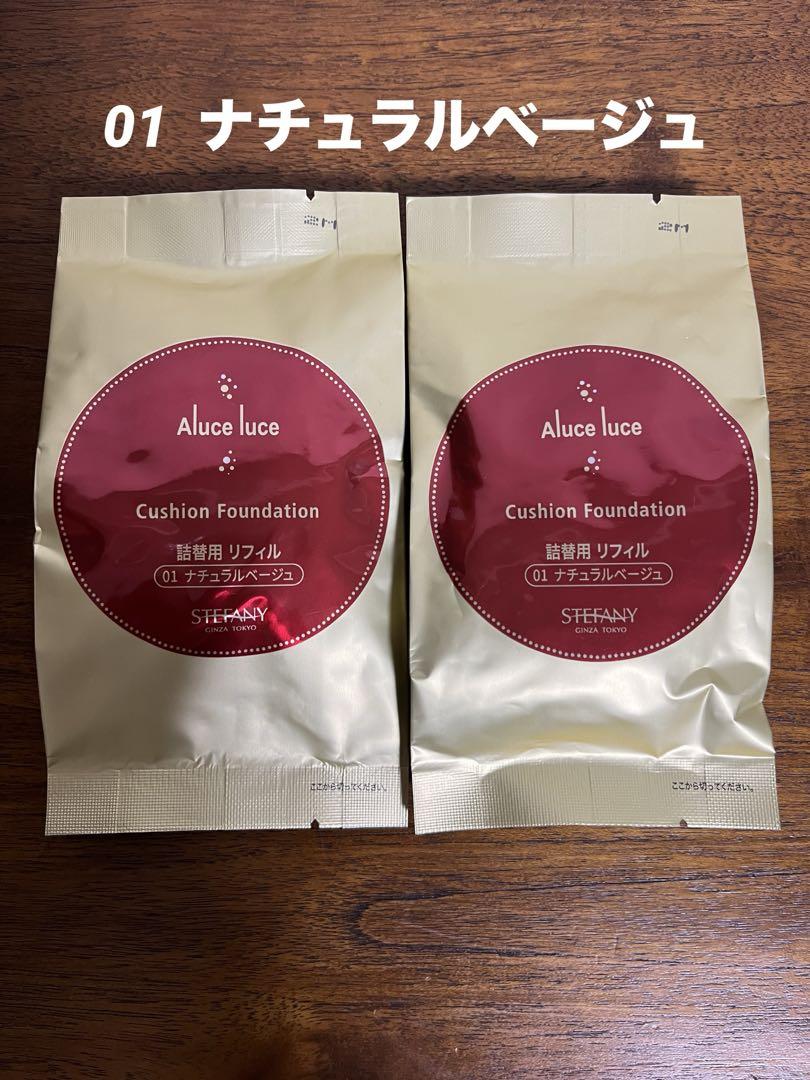 01 ナチュラルベージュ
Aluce luce
Cushion Foundation
詰替用 リフィル
01 ナチュラルベージュ
STEFANY
GINZA TOKYO
ここから切ってください。
Aluce luce
Cushion Foundation
詰替用 リフィル
01 ナチュラルベージュ
STEFANY
GINZA TOKYO
ここから切ってください。